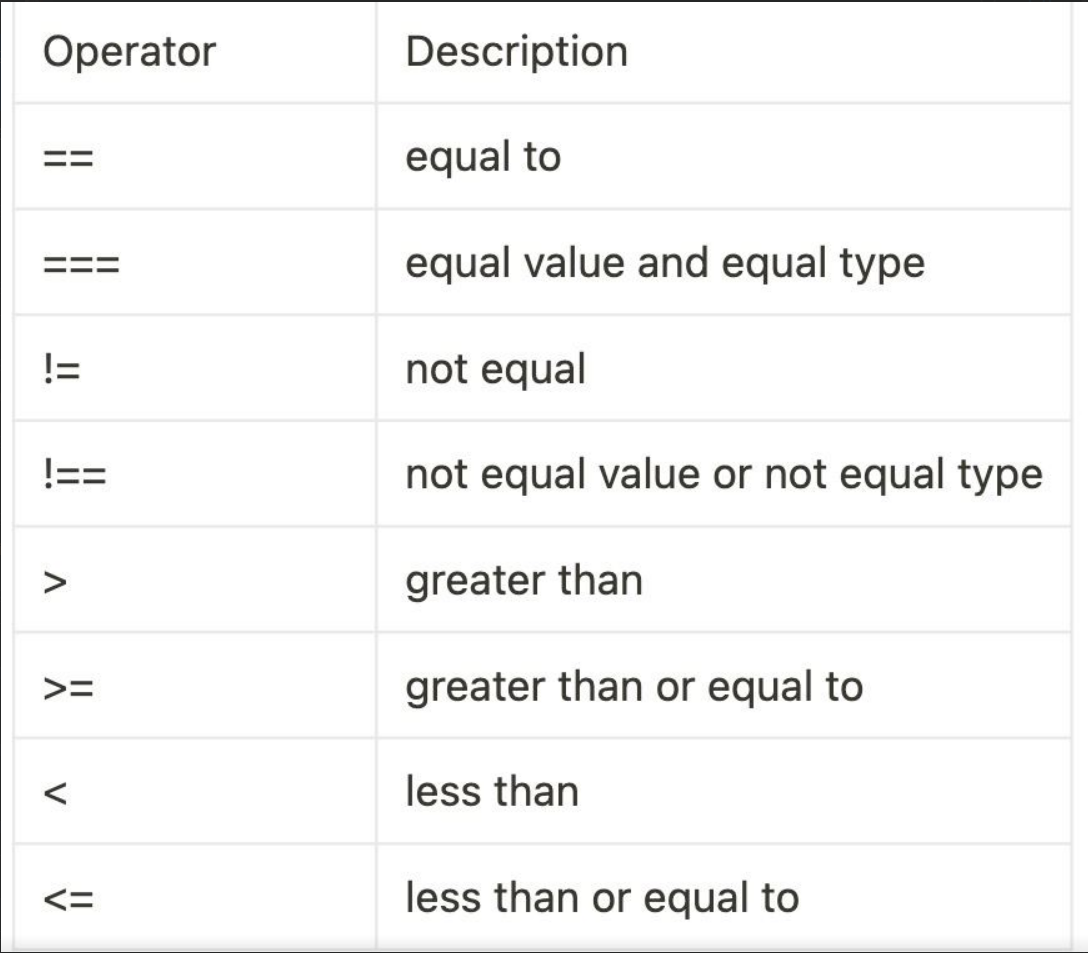 Operator Description
== equal to
=== equal value and equal type
!= not equal
!== not equal value or not equal type
> greater than
>= greater than or equal to
< less than
<= less than or equal to